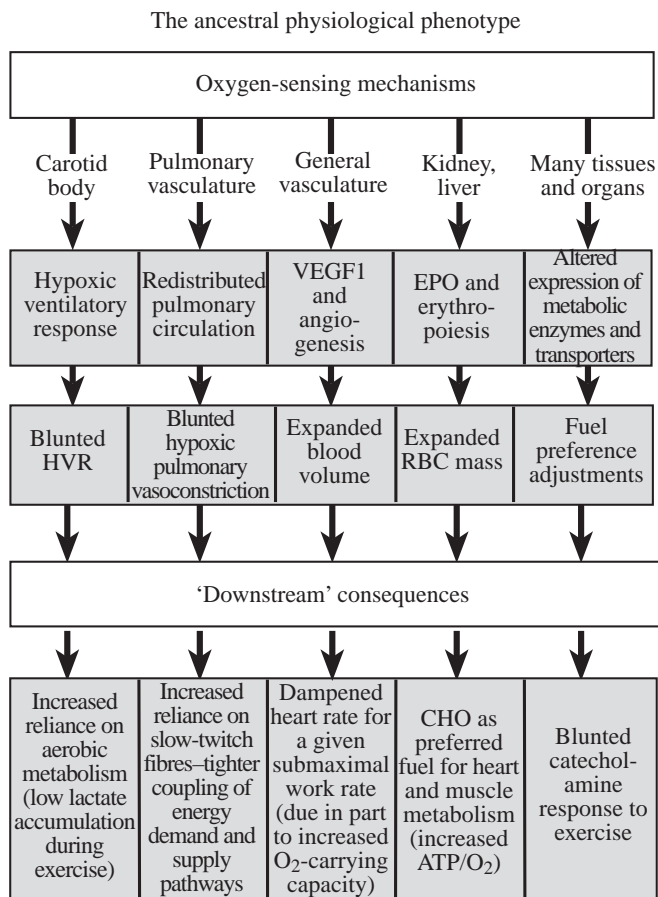 The ancestral physiological phenotype
Oxygen-sensing mechanisms
Carotid
body
Pulmonary
vasculature
General
vasculature
Kidney,
liver
Many tissues
and organs
Hypoxic
ventilatory
response
Redistributed
pulmonary
circulation
VEGF1
and
angio-
genesis
EPO and
erythro-
poiesis
Altered
expression of
metabolic
enzymes and
transporters
Blunted
HVR
Blunted
hypoxic
pulmonary
vasoconstriction
Expanded
blood
volume
Expanded
RBC mass
Fuel
preference
adjustments
‘Downstream’ consequences
Increased
reliance on
aerobic
metabolism
(low lactate
accumulation
during
exercise)
Increased
reliance on
slow-twitch
fibres–tighter
coupling of
energy
demand and
supply
pathways
Dampened
heart rate for
a given
submaximal
work rate
(due in part
to increased
O2-carrying
capacity)
CHO as
preferred
fuel for heart
and muscle
metabolism
(increased
ATP/O2)
Blunted
catechol-
amine
response to
exercise